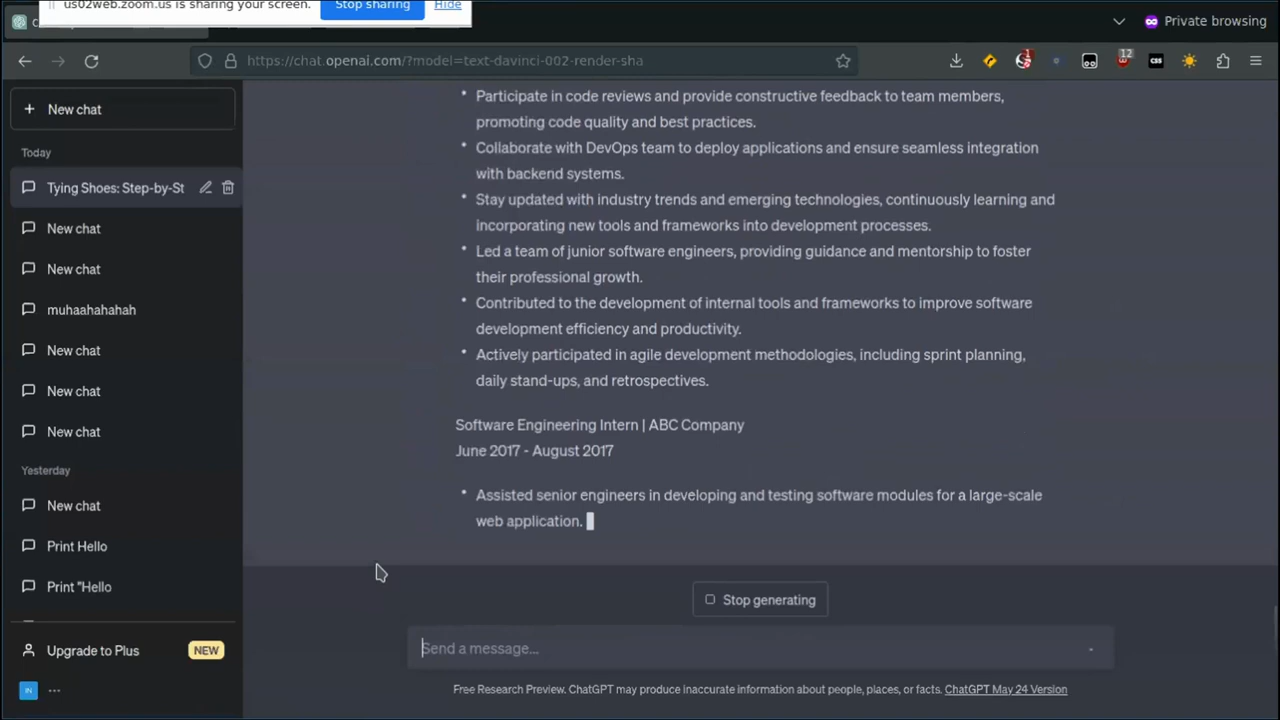 us02web.zoom.us is sharing your screen.
Stop sharing
Hide
Private browsing
https://chat.openai.com/?model=text-davinci-002-render-sha
1
12
CSS
New chat
Today
Tying Shoes: Step-by-St
New chat
New chat
muhaahahahah
New chat
New chat
New chat
Yesterday
New chat
Print Hello
Print "Hello
Upgrade to Plus
NEW
IN
...
• Participate in code reviews and provide constructive feedback to team members,
promoting code quality and best practices.
• Collaborate with DevOps team to deploy applications and ensure seamless integration
with backend systems.
• Stay updated with industry trends and emerging technologies, continuously learning and
incorporating new tools and frameworks into development processes.
• Led a team of junior software engineers, providing guidance and mentorship to foster
their professional growth.
• Contributed to the development of internal tools and frameworks to improve software
development efficiency and productivity.
• Actively participated in agile development methodologies, including sprint planning,
daily stand-ups, and retrospectives.
Software Engineering Intern | ABC Company
June 2017 - August 2017
• Assisted senior engineers in developing and testing software modules for a large-scale
web application.
Stop generating
Send a message...
Free Research Preview. ChatGPT may produce inaccurate information about people, places, or facts. ChatGPT May 24 Version